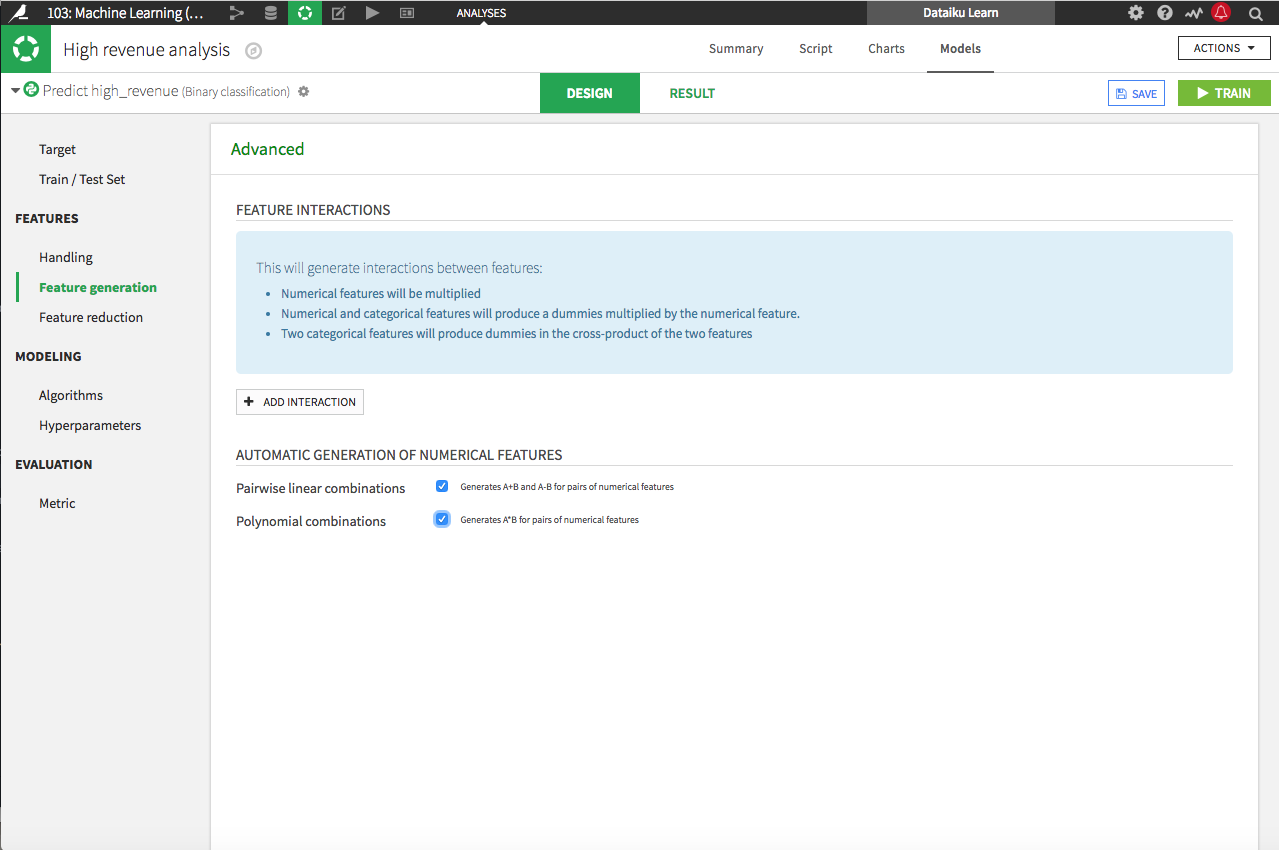 103: Machine Learning (...
ANALYSES
Dataiku Learn
High revenue analysis
Summary
Script
Charts
Models
ACTIONS
Predict high_revenue (Binary classification)
DESIGN
RESULT
SAVE
TRAIN
Target
Train / Test Set
FEATURES
Handling
Feature generation
Feature reduction
MODELING
Algorithms
Hyperparameters
EVALUATION
Metric
Advanced
FEATURE INTERACTIONS
This will generate interactions between features:
Numerical features will be multiplied
Numerical and categorical features will produce a dummies multiplied by the numerical feature.
Two categorical features will produce dummies in the cross-product of the two features
ADD INTERACTION
AUTOMATIC GENERATION OF NUMERICAL FEATURES
Pairwise linear combinations Generates A+B and A-B for pairs of numerical features
Polynomial combinations Generates A*B for pairs of numerical features